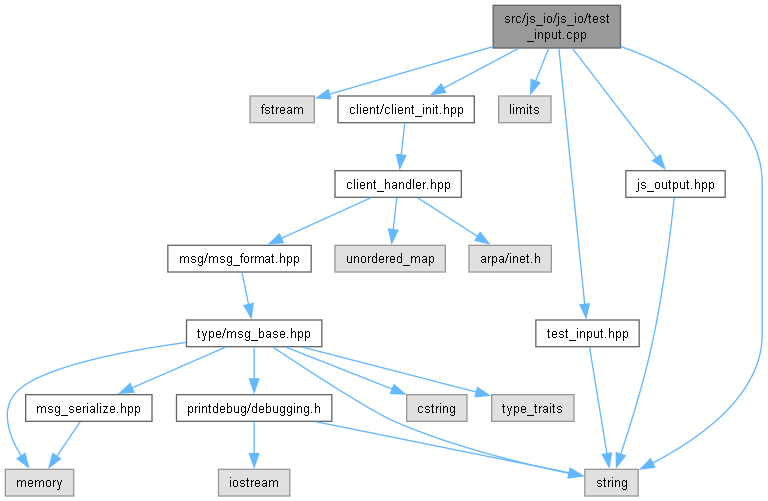 src/js_io/js_io/test
_input.cpp
fstream
client/client_init.hpp
limits
client_handler.hpp
js_output.hpp
msg/msg_format.hpp
unordered_map
arpa/inet.h
type/msg_base.hpp
test_input.hpp
msg_serialize.hpp
printdebug/debugging.h
cstring
type_traits
memory
iostream
string